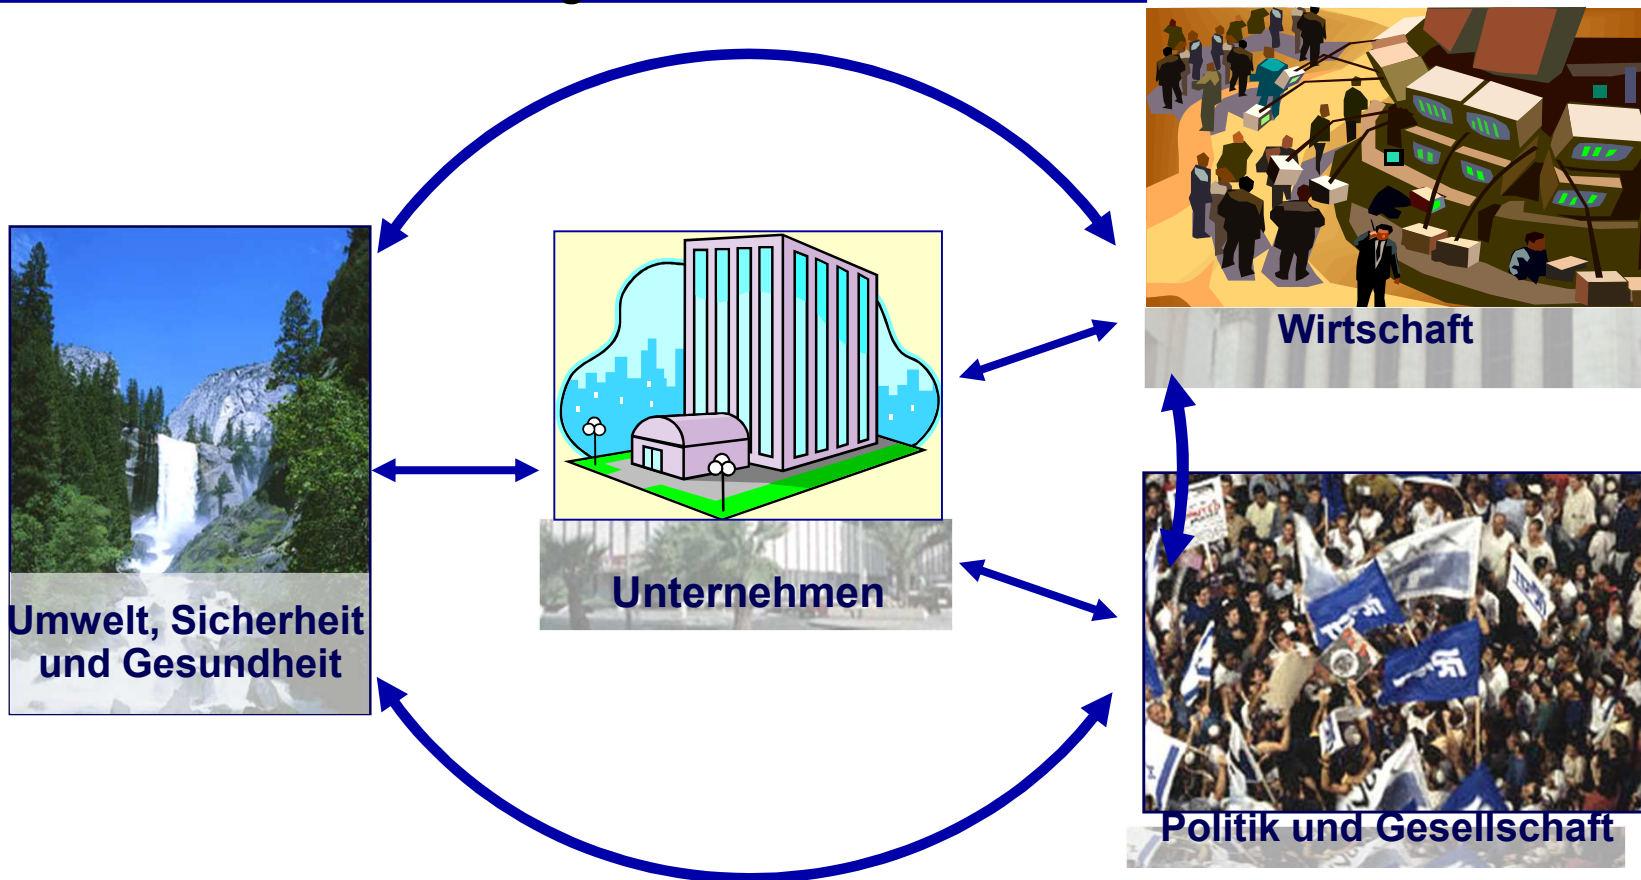 Wirtschaft
Unternehmen
Umwelt, Sicherheit
und Gesundheit
Politik und Gesellschaft